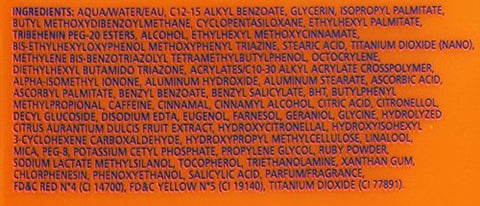 INGREDIENTS: AQUA/WATER/EAU, C12-15 ALKYL BENZOATE, GLYCERIN, ISOPROPYL PALMITATE,
BUTYL METHOXYDIBENZOYLMETHANE, CYCLOPENTASILOXANE, ETHYLHEXYL PALMITATE,
TRIBEHENIN PEG-20 ESTERS, ALCOHOL, ETHYLHEXYL METHOXYCINNAMATE,
BIS-ETHYLHEXYLOXYPHENOL METHOXYPHENYL TRIAZINE, STEARIC ACID, TITANIUM DIOXIDE (NANO),
METHYLENE BIS-BENZOTRIAZOLYL TETRAMETHYLBUTYLPHENOL, OCTOCRYLENE,
DIETHYLHEXYL BUTAMIDO TRIAZONE, ACRYLATES/C10-30 ALKYL ACRYLATE CROSSPOLYMER,
ALPHA-ISOMETHYL IONONE, ALUMINUM HYDROXIDE, ALUMINUM STEARATE, ASCORBIC ACID,
ASCORBYL PALMITATE, BENZYL BENZOATE, BENZYL SALICYLATE, BHT, BUTYLPHENYL
METHYLPROPIONAL, CAFFEINE, CINNAMAL, CINNAMYL ALCOHOL, CITRIC ACID, CITRONELLOL,
DECYL GLUCOSIDE, DISODIUM EDTA, EUGENOL, FARNESOL, GERANIOL, GLYCINE, HYDROLYZED
CITRUS AURANTIUM DULCIS FRUIT EXTRACT, HYDROXYCITRONELLAL, HYDROXYISOHEXYL
3-CYCLOHEXENE CARBOXALDEHYDE, HYDROXYPROPYL METHYLCELLULOSE, LINALOOL,
MICA, PEG-8, POTASSIUM CETYL PHOSPHATE, PROPYLENE GLYCOL, RUBY POWDER,
SODIUM LACTATE METHYLSILANOL, TOCOPHEROL, TRIETHANOLAMINE, XANTHAN GUM,
CHLORPHENESIN, PHENOXYETHANOL, SALICYLIC ACID, PARFUM/FRAGRANCE,
FD&C RED N°4 (CI 14700), FD&C YELLOW N°5 (CI 19140), TITANIUM DIOXIDE (CI 77891).